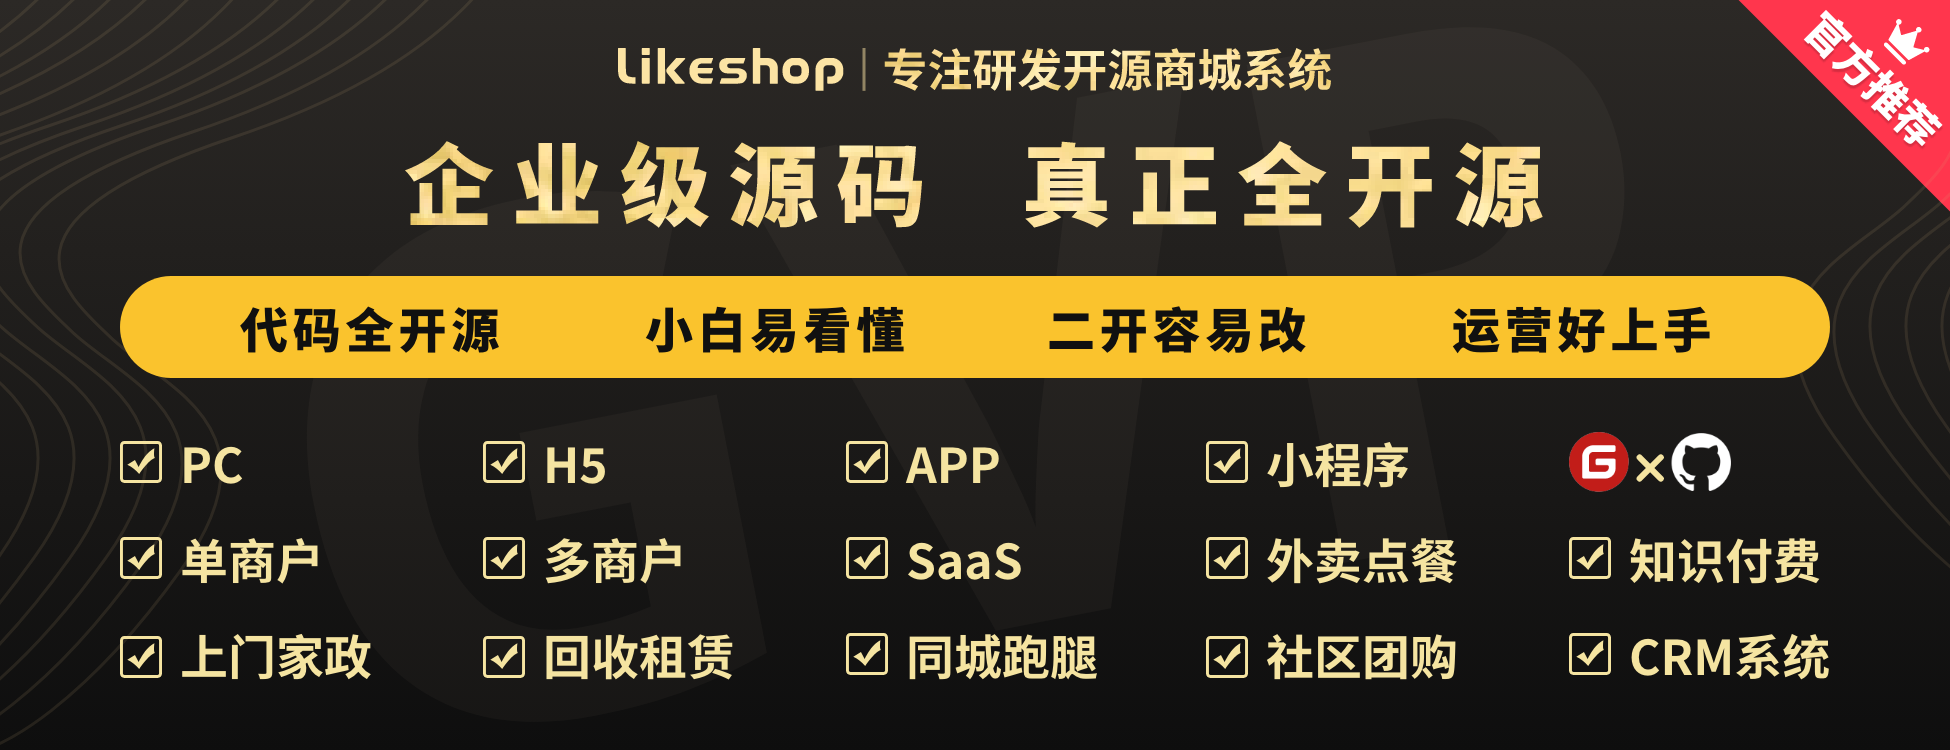 Likeshop | 专注研发开源商城系统
官方推荐
企业级源码 真正全开源
代码全开源 小白易看懂 二开容易改 运营好上手
PC H5 APP 小程序 G×
单商户 多商户 SaaS 外卖点餐 知识付费
上门家政 回收租赁 同城跑腿 社区团购 CRM系统
GVP